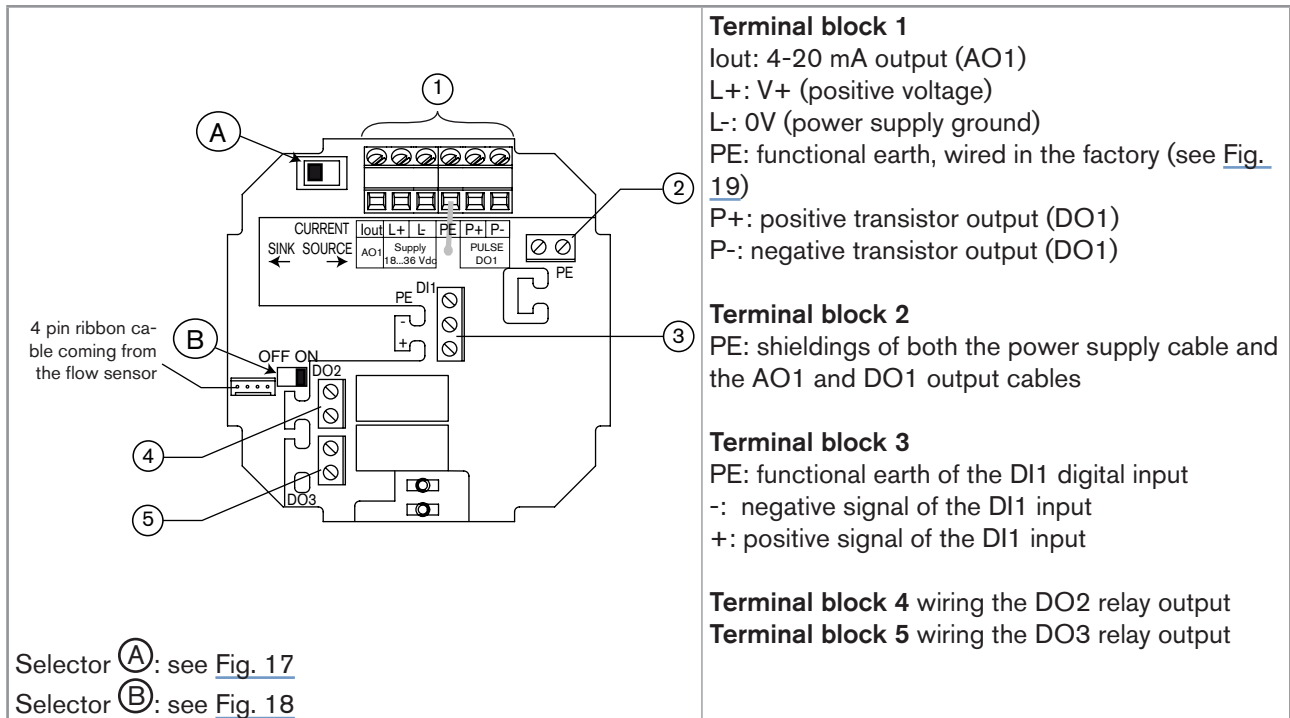 1
A
2
CURRENT
SINK SOURCE
Iout L+ L- PE P+ P-
AO1
Supply
18...36 Vdc
PULSE
DO1
PE
DI1
PE
-
+
3
4 pin ribbon ca-
ble coming from
the flow sensor
B
OFF ON
DO2
4
DO3
5
Selector A: see Fig. 17
Selector B: see Fig. 18
Terminal block 1
Iout: 4-20 mA output (AO1)
L+: V+ (positive voltage)
L-: 0V (power supply ground)
PE: functional earth, wired in the factory (see Fig.
19)
P+: positive transistor output (DO1)
P-: negative transistor output (DO1)
Terminal block 2
PE: shieldings of both the power supply cable and
the AO1 and DO1 output cables
Terminal block 3
PE: functional earth of the DI1 digital input
-: negative signal of the DI1 input
+: positive signal of the DI1 input
Terminal block 4 wiring the DO2 relay output
Terminal block 5 wiring the DO3 relay output